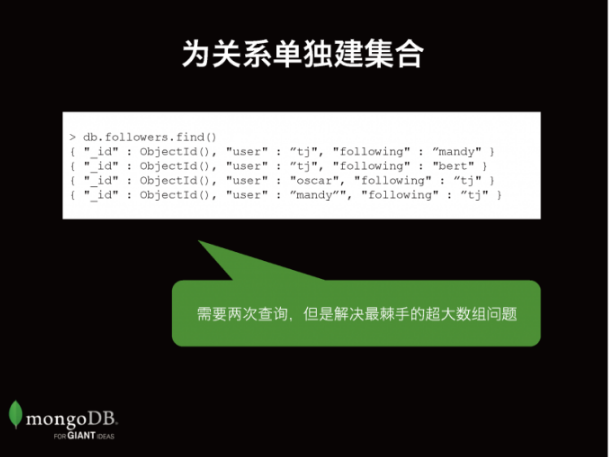 为关系单独建集合
> db.followers.find()
{ "_id" : ObjectId(), "user" : ”tj", "following" : ”mandy" }
{ "_id" : ObjectId(), "user" : ”tj", "following" : "bert" }
{ "_id" : ObjectId(), "user" : "oscar", "following" : ”tj" }
{ "_id" : ObjectId(), "user" : ”mandy”", "following" : ”tj" }
需要两次查询，但是解决最棘手的超大数组问题
mongoDB.
FOR GIANT IDEAS